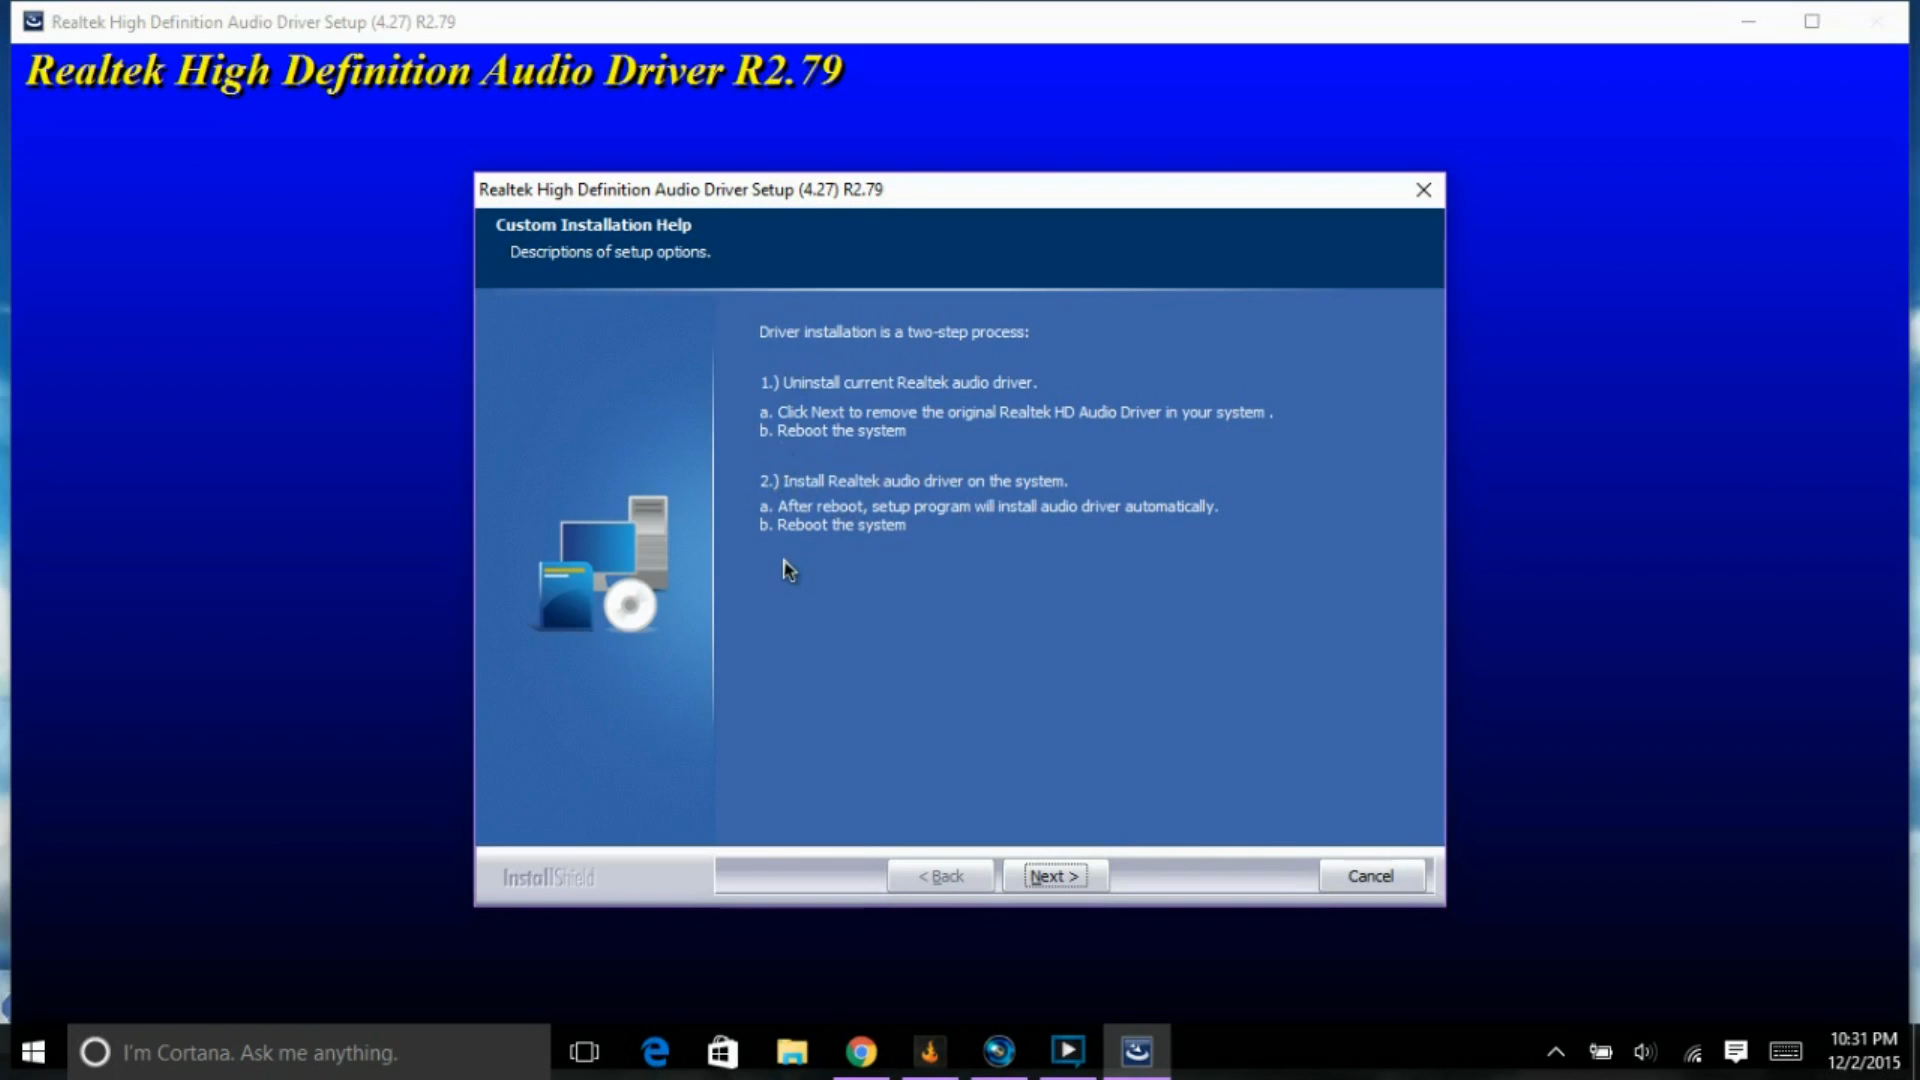 Realtek High Definition Audio Driver Setup (4.27) R2.79
Realtek High Definition Audio Driver R2.79
Realtek High Definition Audio Driver Setup (4.27) R2.79
Custom Installation Help
Descriptions of setup options.
Driver installation is a two-step process:
1.) Uninstall current Realtek audio driver.
a. Click Next to remove the original Realtek HD Audio Driver in your system .
b. Reboot the system
2.) Install Realtek audio driver on the system.
a. After reboot, setup program will install audio driver automatically.
b. Reboot the system
InstallShield
< Back
Next >
Cancel
I'm Cortana. Ask me anything.
10:31 PM
12/2/2015